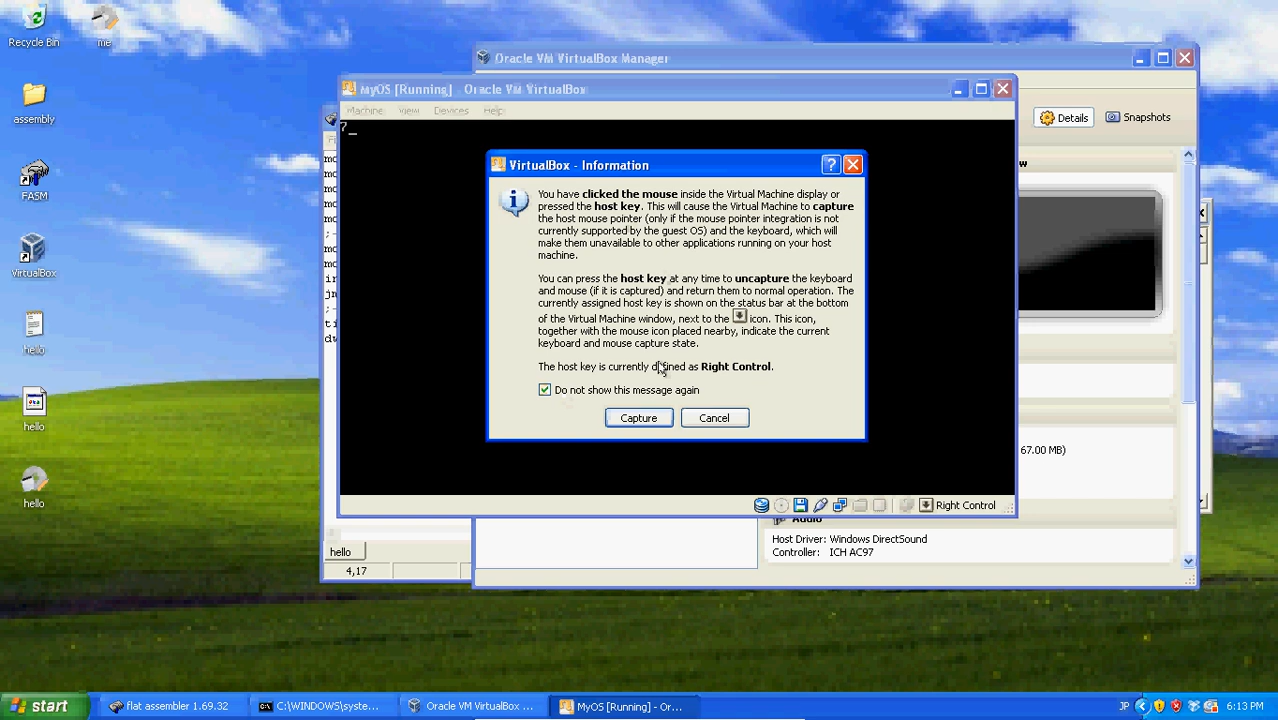 Recycle Bin
me
assembly
FASM
VirtualBox
hello
hello
hello
Oracle VM VirtualBox Manager
Details
Snapshots
MyOS [Running] - Oracle VM VirtualBox
Machine View Devices Help
7_
VirtualBox - Information
You have clicked the mouse inside the Virtual Machine display or
pressed the host key. This will cause the Virtual Machine to capture
the host mouse pointer (only if the mouse pointer integration is not
currently supported by the guest OS) and the keyboard, which will
make them unavailable to other applications running on your host
machine.
You can press the host key at any time to uncapture the keyboard
and mouse (if it is captured) and return them to normal operation. The
currently assigned host key is shown on the status bar at the bottom
of the Virtual Machine window, next to the icon. This icon,
together with the mouse icon placed nearby, indicate the current
keyboard and mouse capture state.
The host key is currently defined as Right Control.
Do not show this message again
Capture Cancel
67.00 MB)
Right Control
Audio
Host Driver: Windows DirectSound
Controller: ICH AC97
hello
4,17
start
flat assembler 1.69.32
C:\WINDOWS\syste...
Oracle VM VirtualBox ...
MyOS [Running] - Or...
JP
6:13 PM